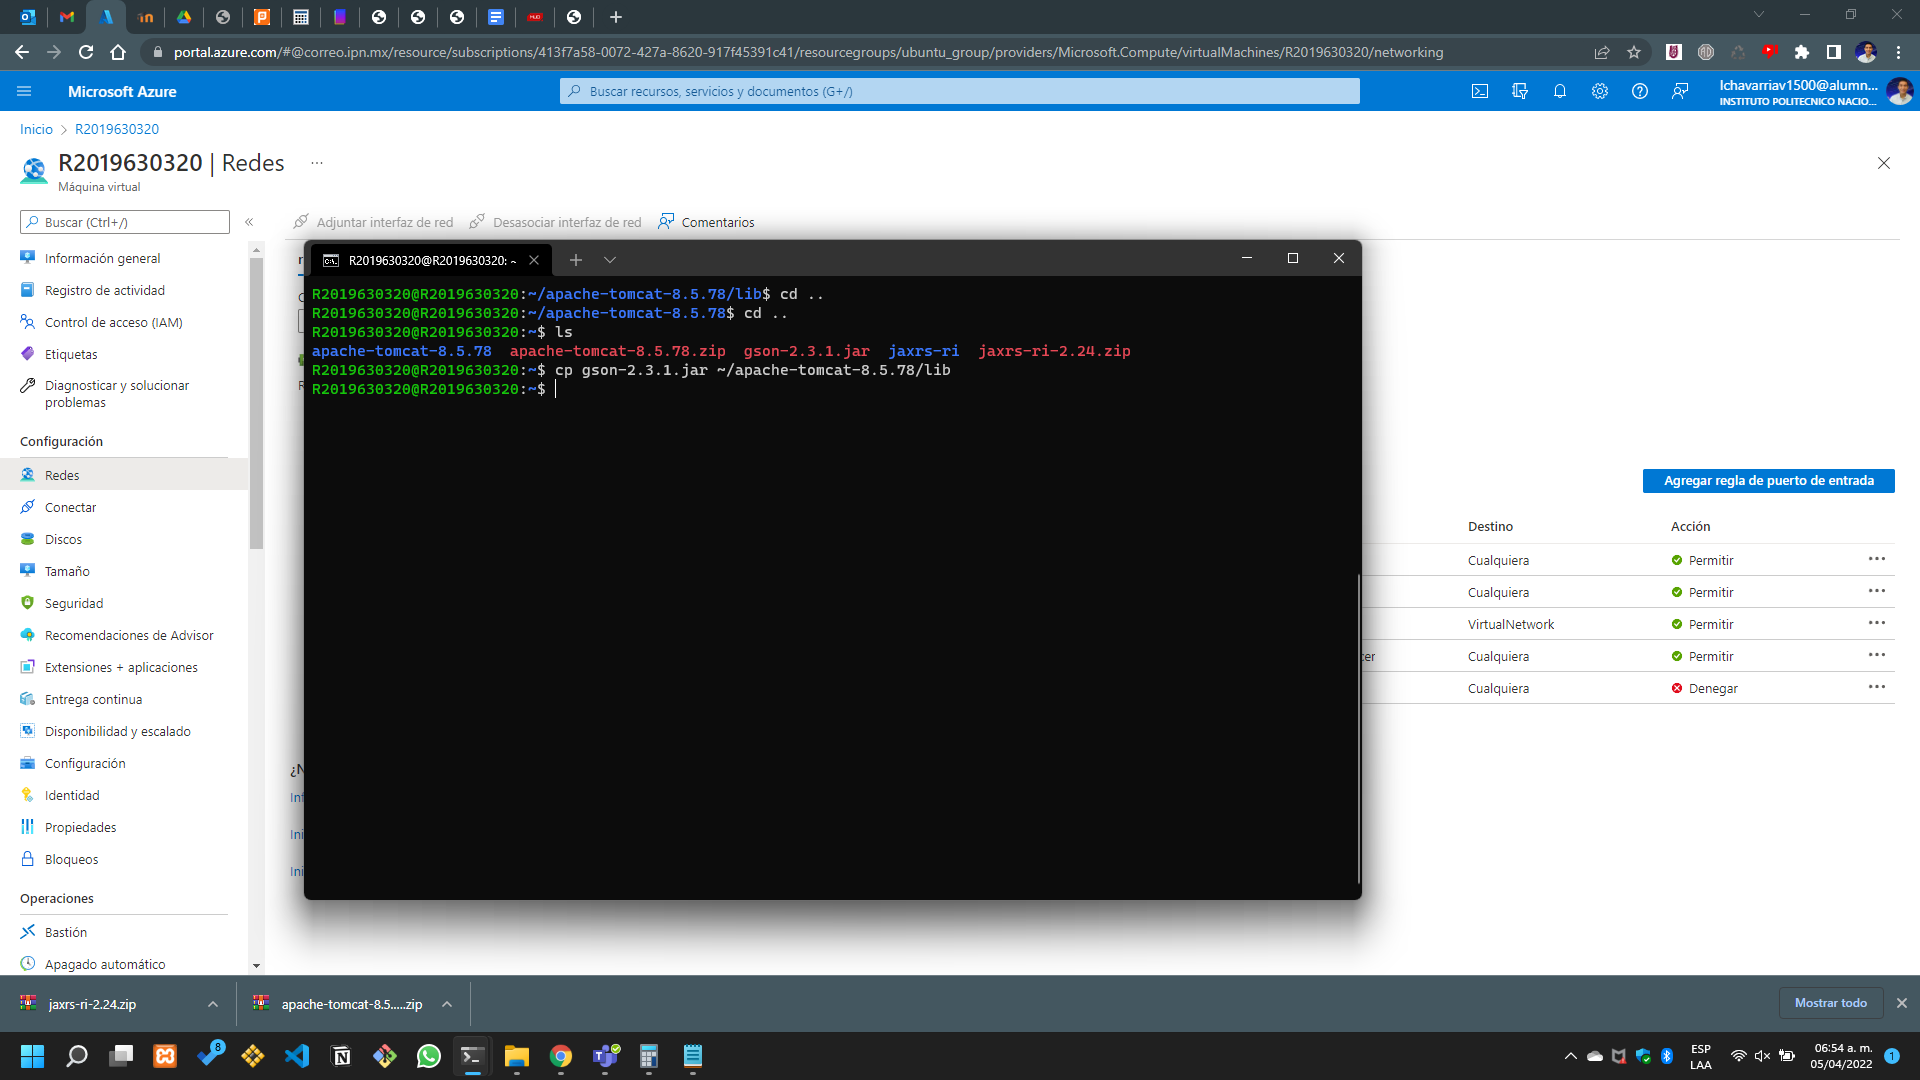 portal.azure.com/#@correo.ipn.mx/resource/subscriptions/413f7a58-0072-427a-8620-917f45391c41/resourcegroups/ubuntu_group/providers/Microsoft.Compute/virtualMachines/R2019630320/networking
Microsoft Azure
Buscar recursos, servicios y documentos (G+/)
lchavarriav1500@alumn...
INSTITUTO POLITECNICO NACIO...
Inicio > R2019630320
R2019630320 | Redes ...
Máquina virtual
Buscar (Ctrl+/)
Adjuntar interfaz de red
Desasociar interfaz de red
Comentarios
Información general
Registro de actividad
Control de acceso (IAM)
Etiquetas
Diagnosticar y solucionar
problemas
Configuración
Redes
Conectar
Discos
Tamaño
Seguridad
Recomendaciones de Advisor
Extensiones + aplicaciones
Entrega continua
Disponibilidad y escalado
Configuración
Identidad
Propiedades
Bloqueos
Operaciones
Bastión
Apagado automático
R2019630320@R2019630320: ~
R2019630320@R2019630320:~/apache-tomcat-8.5.78/lib$ cd ..
R2019630320@R2019630320:~/apache-tomcat-8.5.78$ cd ..
R2019630320@R2019630320:~$ ls
apache-tomcat-8.5.78 apache-tomcat-8.5.78.zip gson-2.3.1.jar jaxrs-ri jaxrs-ri-2.24.zip
R2019630320@R2019630320:~$ cp gson-2.3.1.jar ~/apache-tomcat-8.5.78/lib
R2019630320@R2019630320:~$
Agregar regla de puerto de entrada
Destino Acción
Cualquiera Permitir
Cualquiera Permitir
VirtualNetwork Permitir
cer Cualquiera Permitir
Cualquiera Denegar
¿N
Inf
Ini
Ini
jaxrs-ri-2.24.zip
apache-tomcat-8.5.....zip
Mostrar todo
8
ESP
LAA
06:54 a. m.
05/04/2022
1